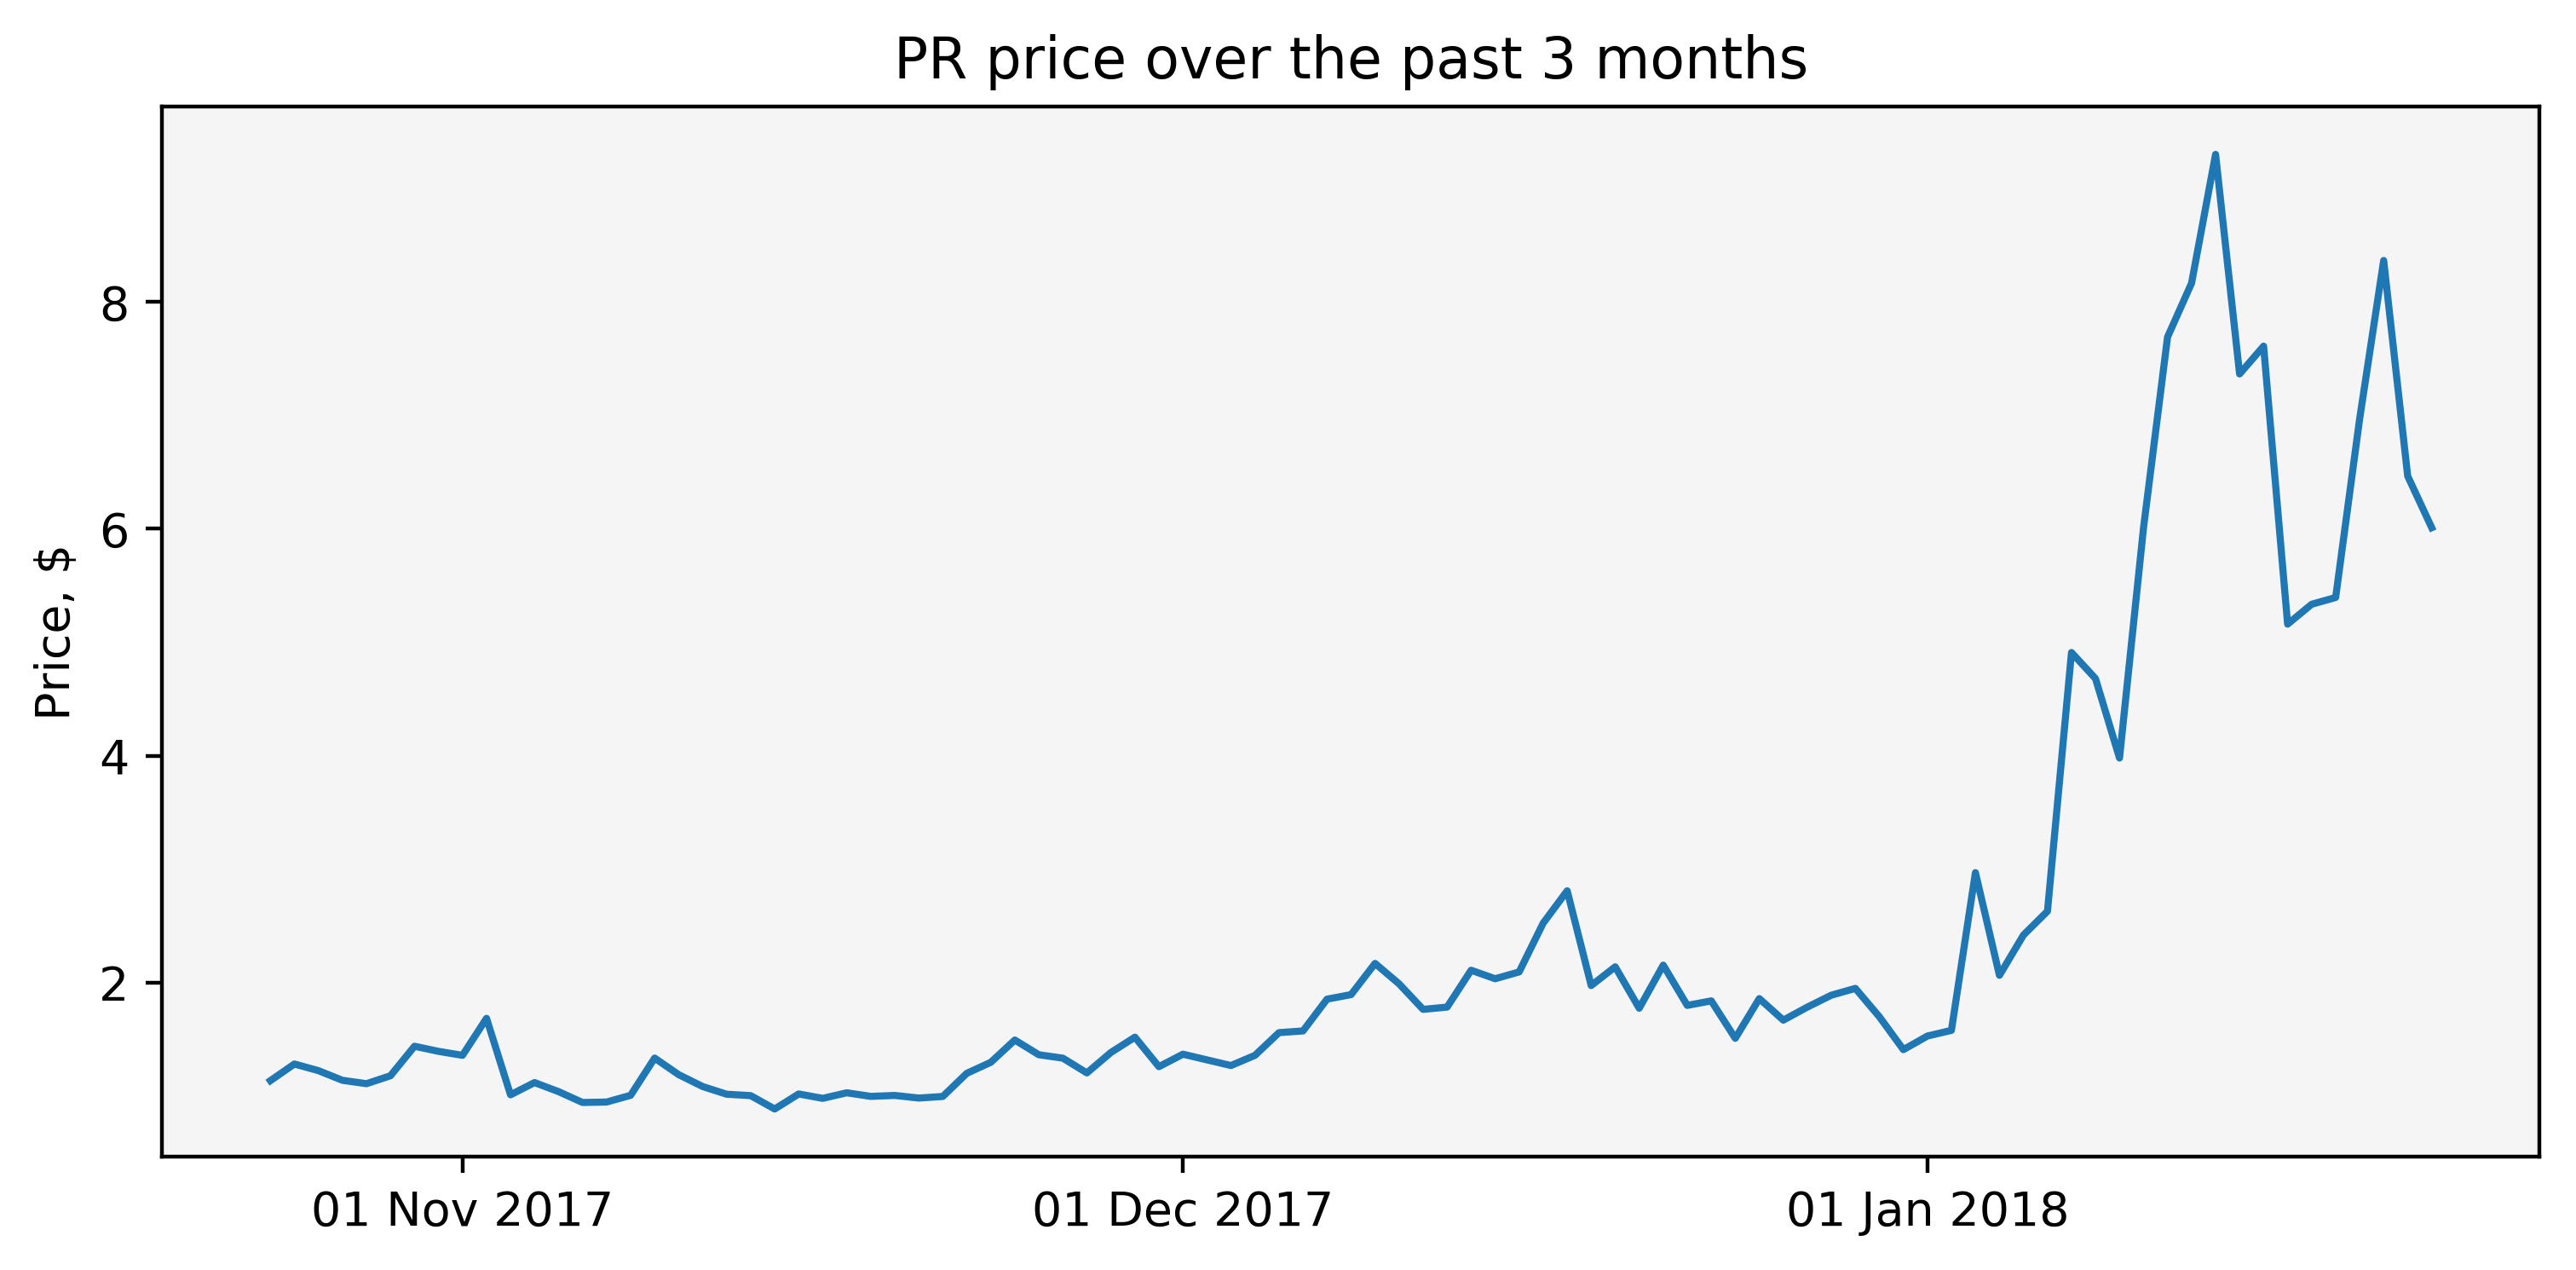 PR price over the past 3 months
Price, $
8
6
4
2
01 Nov 2017
01 Dec 2017
01 Jan 2018